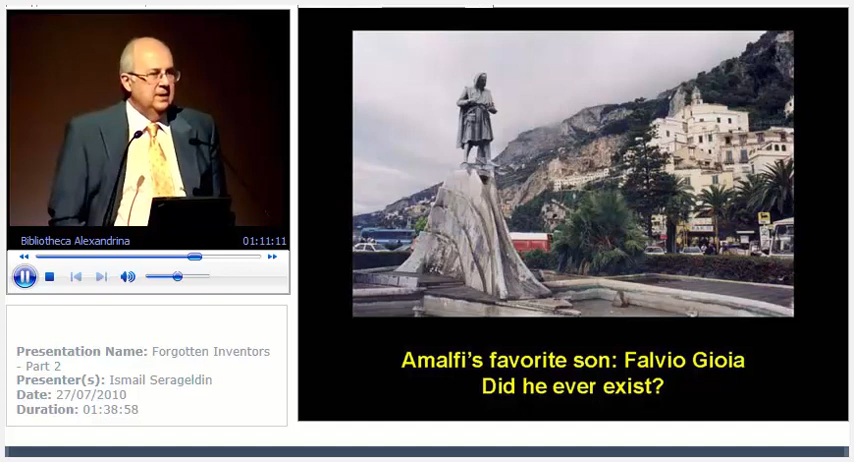 Bibliotheca Alexandrina 01:11:11
Presentation Name: Forgotten Inventors
- Part 2
Presenter(s): Ismail Serageldin
Date: 27/07/2010
Duration: 01:38:58
Amalfi's favorite son: Falvio Gioia
Did he ever exist?